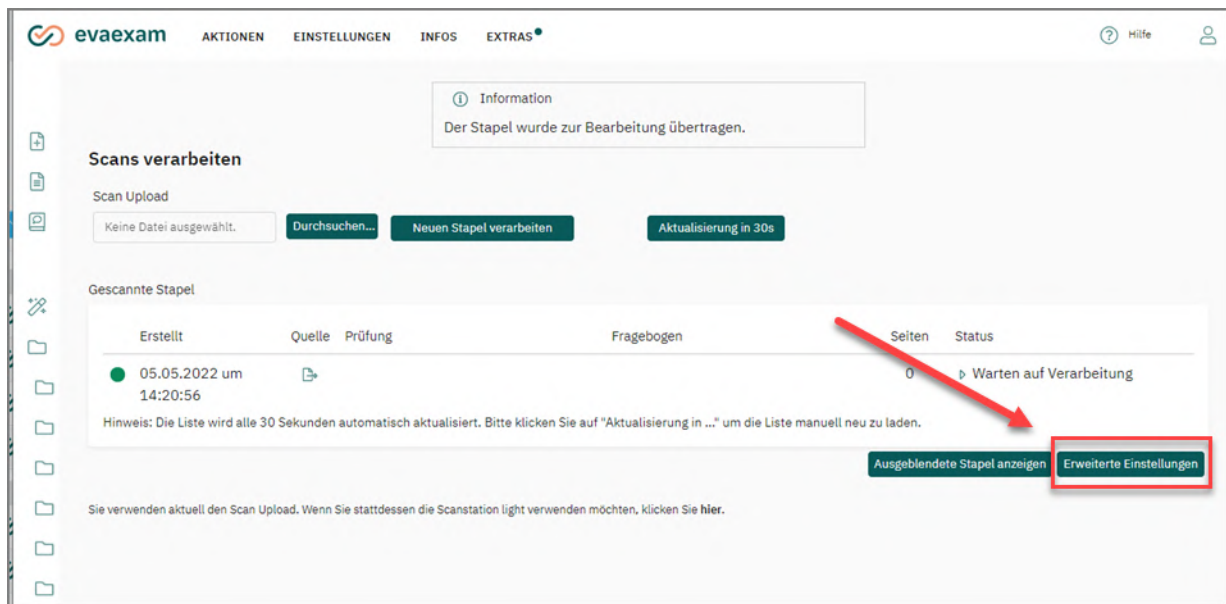 evaexam AKTIONEN EINSTELLUNGEN INFOS EXTRAS ? Hilfe
Information
Der Stapel wurde zur Bearbeitung übertragen.
Scans verarbeiten
Scan Upload
Keine Datei ausgewählt. Durchsuchen... Neuen Stapel verarbeiten Aktualisierung in 30s
Gescannte Stapel
Erstellt Quelle Prüfung Fragebogen Seiten Status
05.05.2022 um 0 Warten auf Verarbeitung
14:20:56
Hinweis: Die Liste wird alle 30 Sekunden automatisch aktualisiert. Bitte klicken Sie auf "Aktualisierung in ..." um die Liste manuell neu zu laden.
Ausgeblendete Stapel anzeigen Erweiterte Einstellungen
Sie verwenden aktuell den Scan Upload. Wenn Sie stattdessen die Scanstation light verwenden möchten, klicken Sie hier.